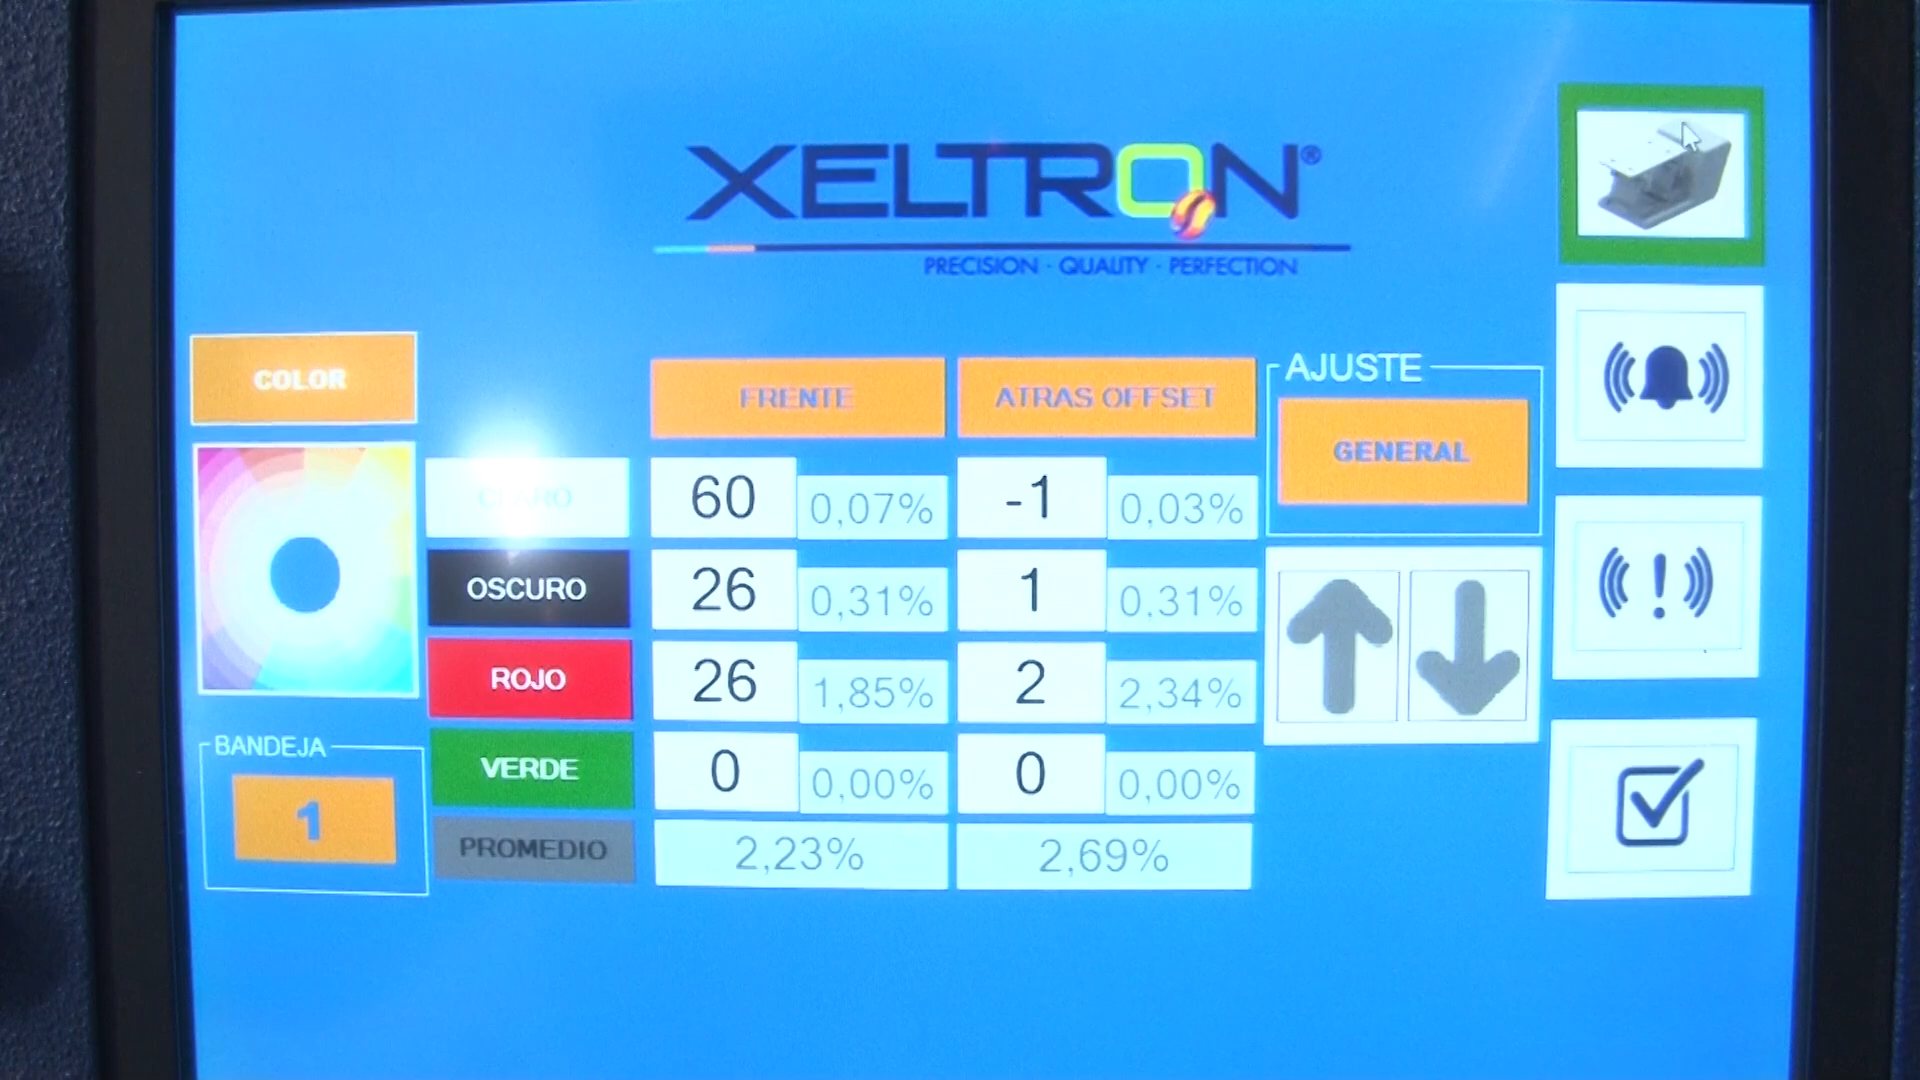 XELTRON®
PRECISION · QUALITY · PERFECTION
COLOR
FRENTE
ATRAS OFFSET
AJUSTE
GENERAL
CLARO 60 0,07% -1 0,03%
OSCURO 26 0,31% 1 0,31%
ROJO 26 1,85% 2 2,34%
VERDE 0 0,00% 0 0,00%
PROMEDIO 2,23% 2,69%
BANDEJA
1